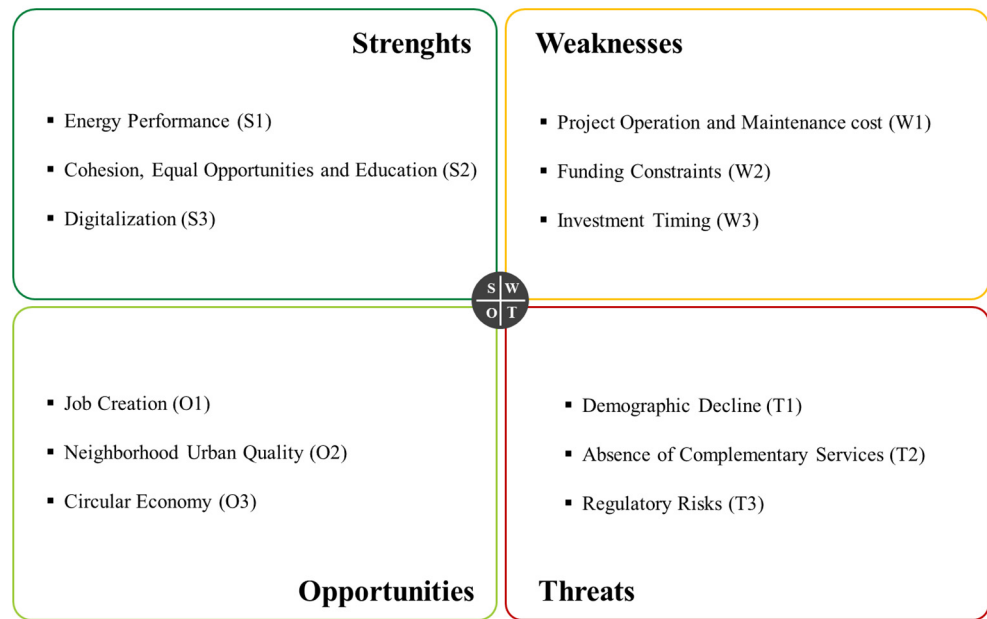 Strenghts
▪ Energy Performance (S1)
▪ Cohesion, Equal Opportunities and Education (S2)
▪ Digitalization (S3)
Weaknesses
▪ Project Operation and Maintenance cost (W1)
▪ Funding Constraints (W2)
▪ Investment Timing (W3)
S W
O T
▪ Job Creation (O1)
▪ Neighborhood Urban Quality (O2)
▪ Circular Economy (O3)
Opportunities
▪ Demographic Decline (T1)
▪ Absence of Complementary Services (T2)
▪ Regulatory Risks (T3)
Threats